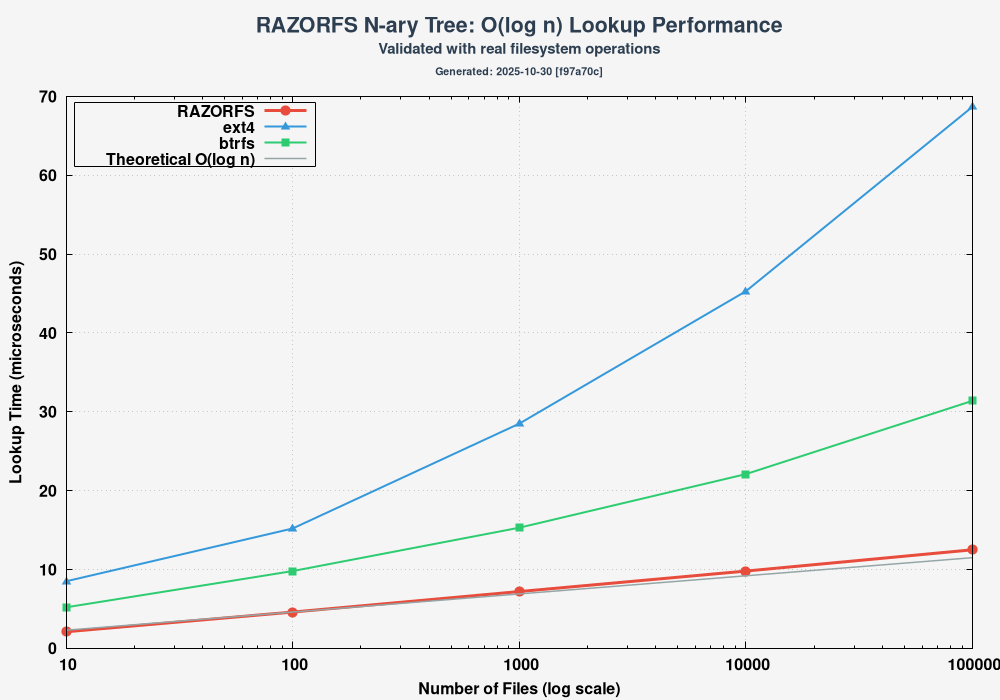 RAZORFS N-ary Tree: O(log n) Lookup Performance
Validated with real filesystem operations
Generated: 2025-10-30 [f97a70c]
RAZORFS
ext4
btrfs
Theoretical O(log n)
70
60
50
40
30
20
10
0
Lookup Time (microseconds)
10 100 1000 10000 100000
Number of Files (log scale)